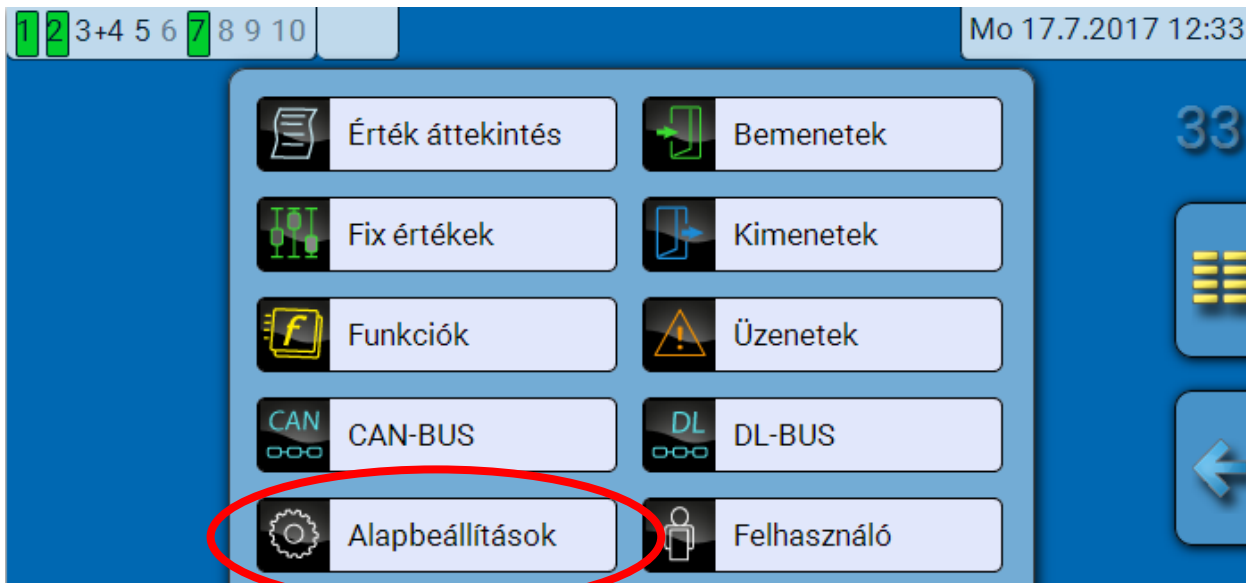 1 2 3+4 5 6 7 8 9 10
Mo 17.7.2017 12:33
33
Érték áttekintés
Bemenetek
Fix értékek
Kimenetek
f Funkciók
Üzenetek
CAN CAN-BUS
DL DL-BUS
Alapbeállítások
Felhasználó